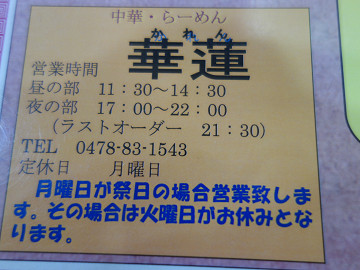 中華・らーめん
かれん
華蓮
営業時間
昼の部 11:30～14:30
夜の部 17:00～22:00
(ラストオーダー 21:30)
TEL 0478-83-1543
定休日 月曜日
月曜日が祭日の場合営業致しま
す。その場合は火曜日がお休みとな
ります。